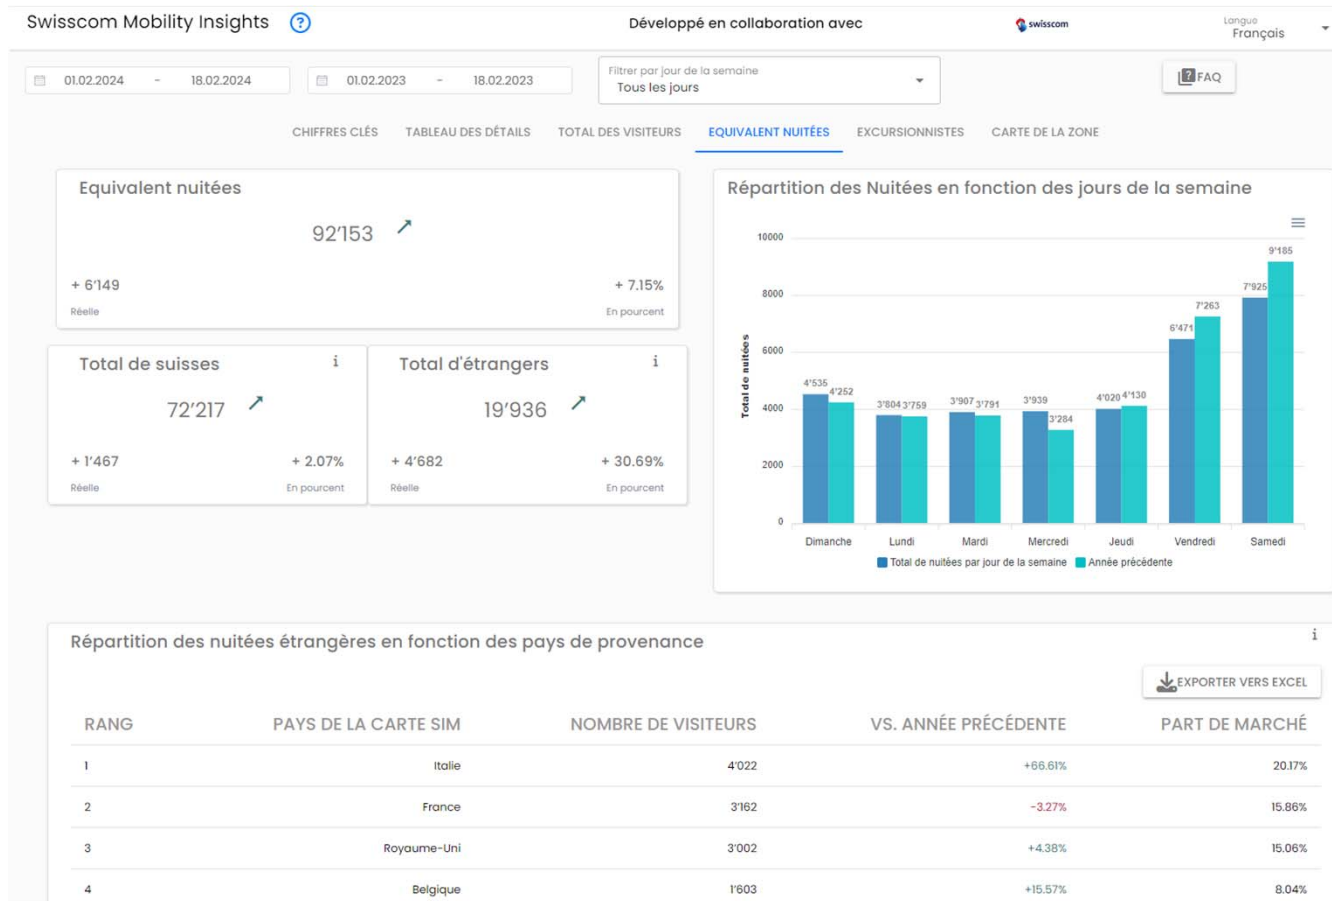 Swisscom Mobility Insights ?
Développé en collaboration avec
swisscom
Langue
Français
01.02.2024 - 18.02.2024
01.02.2023 - 18.02.2023
Filtrer par jour de la semaine
Tous les jours
FAQ
CHIFFRES CLÉS TABLEAU DES DÉTAILS TOTAL DES VISITEURS EQUIVALENT NUITÉES EXCURSIONNISTES CARTE DE LA ZONE
Equivalent nuitées
92'153
+ 6'149 + 7.15%
Réelle En pourcent
Total de suisses i
72'217
+ 1'467 + 2.07%
Réelle En pourcent
Total d'étrangers i
19'936
+ 4'682 + 30.69%
Réelle En pourcent
Répartition des Nuitées en fonction des jours de la semaine
Total de nuitées
10000
8000
6000
4000
2000
0
4'535 4'252
3'804 3'759
3'907 3'791
3'939 3'284
4'020 4'130
6'471 7'263
7'925 9'185
Dimanche Lundi Mardi Mercredi Jeudi Vendredi Samedi
Total de nuitées par jour de la semaine Année précédente
Répartition des nuitées étrangères en fonction des pays de provenance i
EXPORTER VERS EXCEL
RANG PAYS DE LA CARTE SIM NOMBRE DE VISITEURS VS. ANNÉE PRÉCÉDENTE PART DE MARCHÉ
1 Italie 4'022 +66.61% 20.17%
2 France 3'162 -3.27% 15.86%
3 Royaume-Uni 3'002 +4.38% 15.06%
4 Belgique 1'603 +15.57% 8.04%